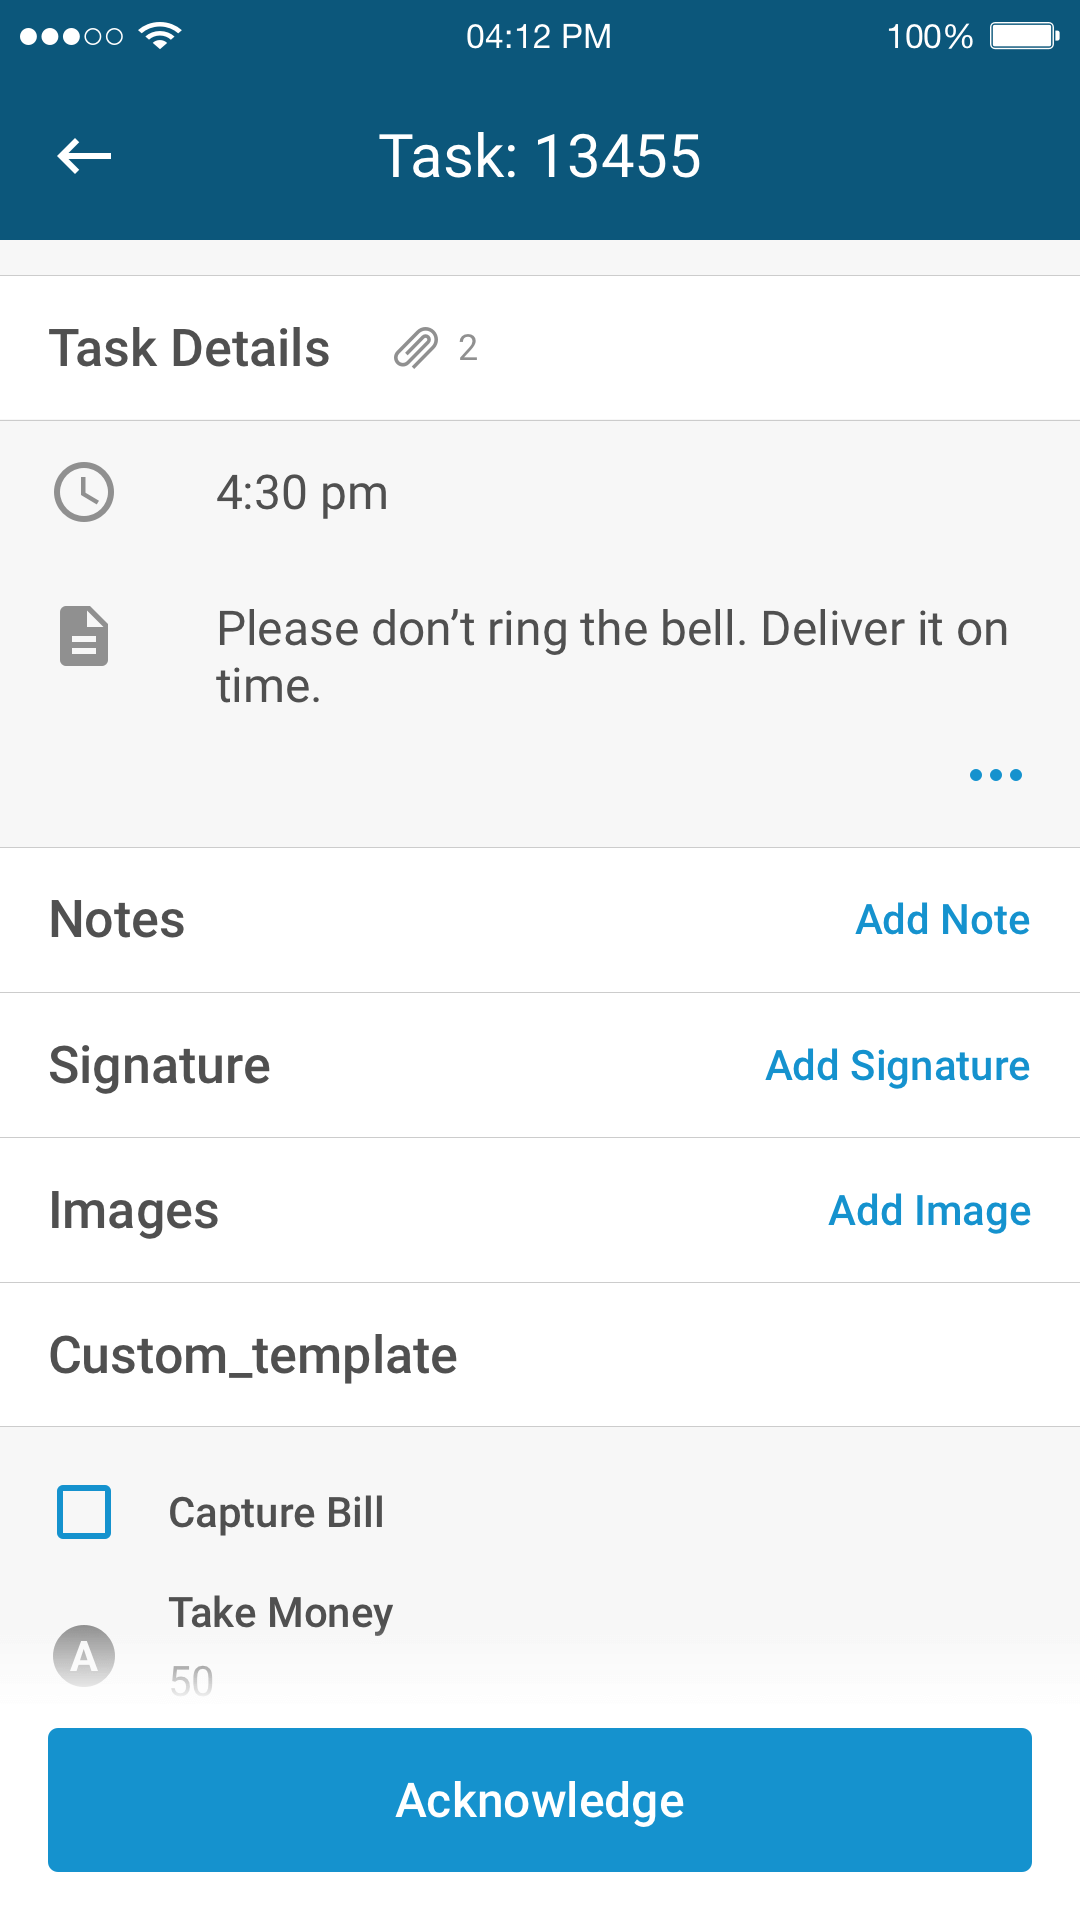 04:12 PM
100%
Task: 13455
Task Details
2
4:30 pm
Please don’t ring the bell. Deliver it on
time.
Notes
Add Note
Signature
Add Signature
Images
Add Image
Custom_template
Capture Bill
Take Money
A
50
Acknowledge